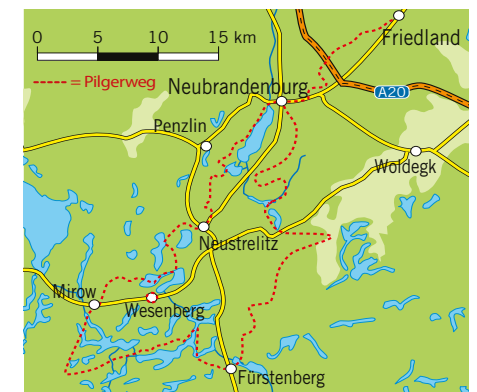 0 5 10 15 km
Friedland
= Pilgerweg
Neubrandenburg
A20
Penzlin
Woldegk
Neustrelitz
Mirow
Wesenberg
Fürstenberg